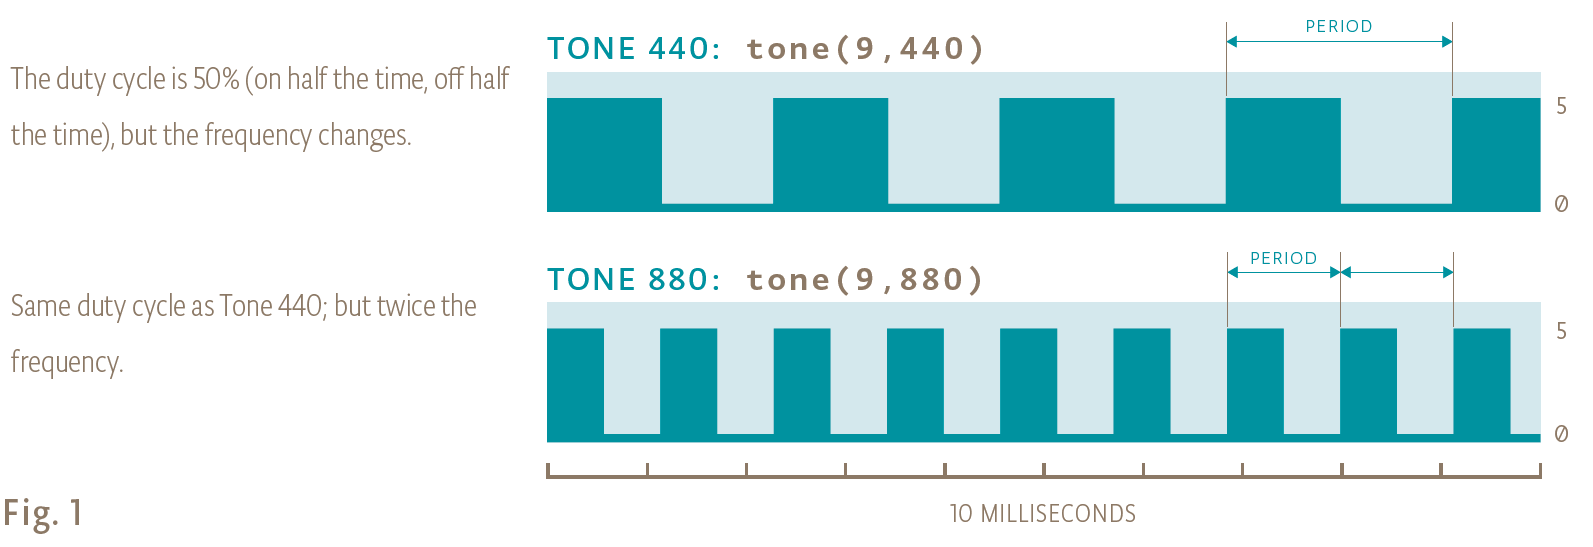 TONE 440: tone(9,440)
PERIOD
The duty cycle is 50% (on half the time, off half
the time), but the frequency changes.
5
0
TONE 880: tone(9,880)
PERIOD
Same duty cycle as Tone 440; but twice the
frequency.
5
0
10 MILLISECONDS
Fig. 1